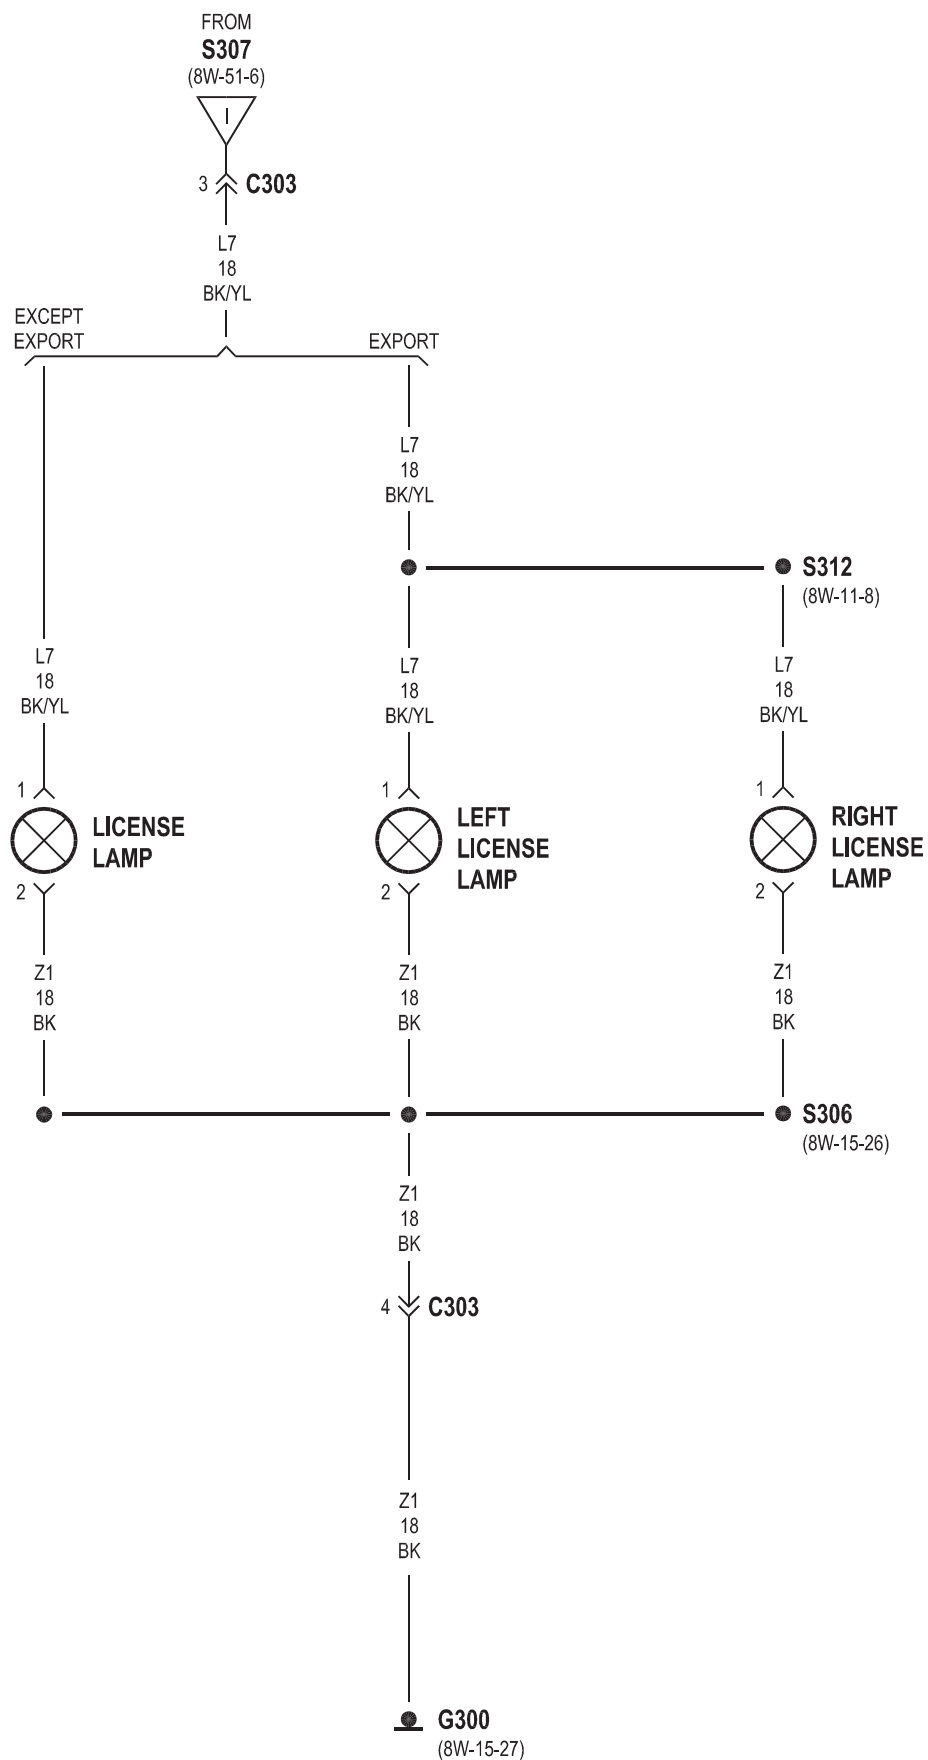 FROM
S307
(8W-51-6)
I
3
C303
L7
18
BK/YL
EXCEPT
EXPORT
EXPORT
L7
18
BK/YL
S312
(8W-11-8)
L7
18
BK/YL
L7
18
BK/YL
L7
18
BK/YL
1
1
1
LICENSE
LAMP
LEFT
LICENSE
LAMP
RIGHT
LICENSE
LAMP
2
2
2
Z1
18
BK
Z1
18
BK
Z1
18
BK
S306
(8W-15-26)
Z1
18
BK
4
C303
Z1
18
BK
G300
(8W-15-27)